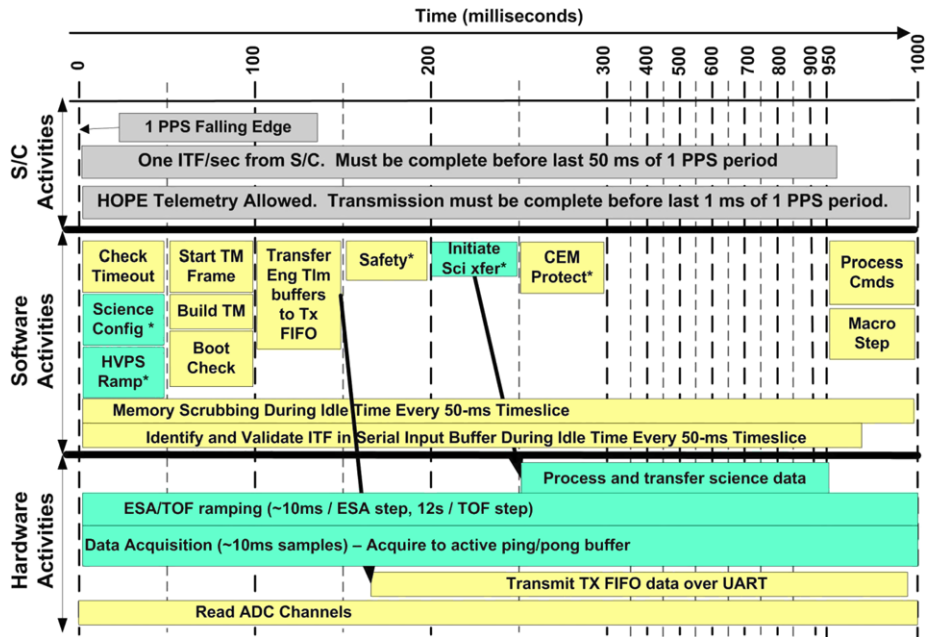 Time (milliseconds)
0
100
200
300
400
500
600
700
800
900
950
1000
S/C
Activities
1 PPS Falling Edge
One ITF/sec from S/C. Must be complete before last 50 ms of 1 PPS period
HOPE Telemetry Allowed. Transmission must be complete before last 1 ms of 1 PPS period.
Software
Activities
Check
Timeout
Science
Config *
HVPS
Ramp*
Start TM
Frame
Build TM
Boot
Check
Transfer
Eng Tlm
buffers
to Tx
FIFO
Safety*
Initiate
Sci xfer*
CEM
Protect*
Process
Cmds
Macro
Step
Memory Scrubbing During Idle Time Every 50-ms Timeslice
Identify and Validate ITF in Serial Input Buffer During Idle Time Every 50-ms Timeslice
Hardware
Activities
Process and transfer science data
ESA/TOF ramping (~10ms / ESA step, 12s / TOF step)
Data Acquisition (~10ms samples) – Acquire to active ping/pong buffer
Transmit TX FIFO data over UART
Read ADC Channels